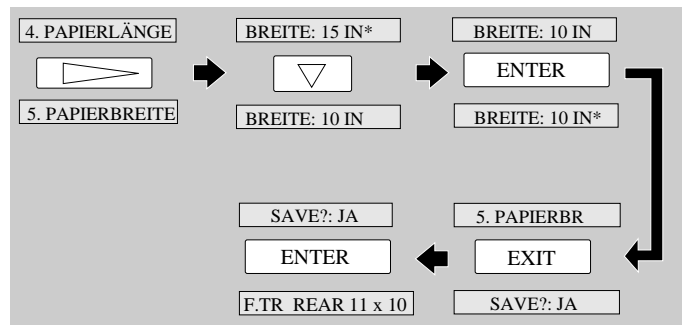 4. PAPIERLÄNGE
5. PAPIERBREITE
BREITE: 15 IN*
BREITE: 10 IN
BREITE: 10 IN
ENTER
BREITE: 10 IN*
5. PAPIERBR
EXIT
SAVE?: JA
SAVE?: JA
ENTER
F.TR REAR 11 x 10